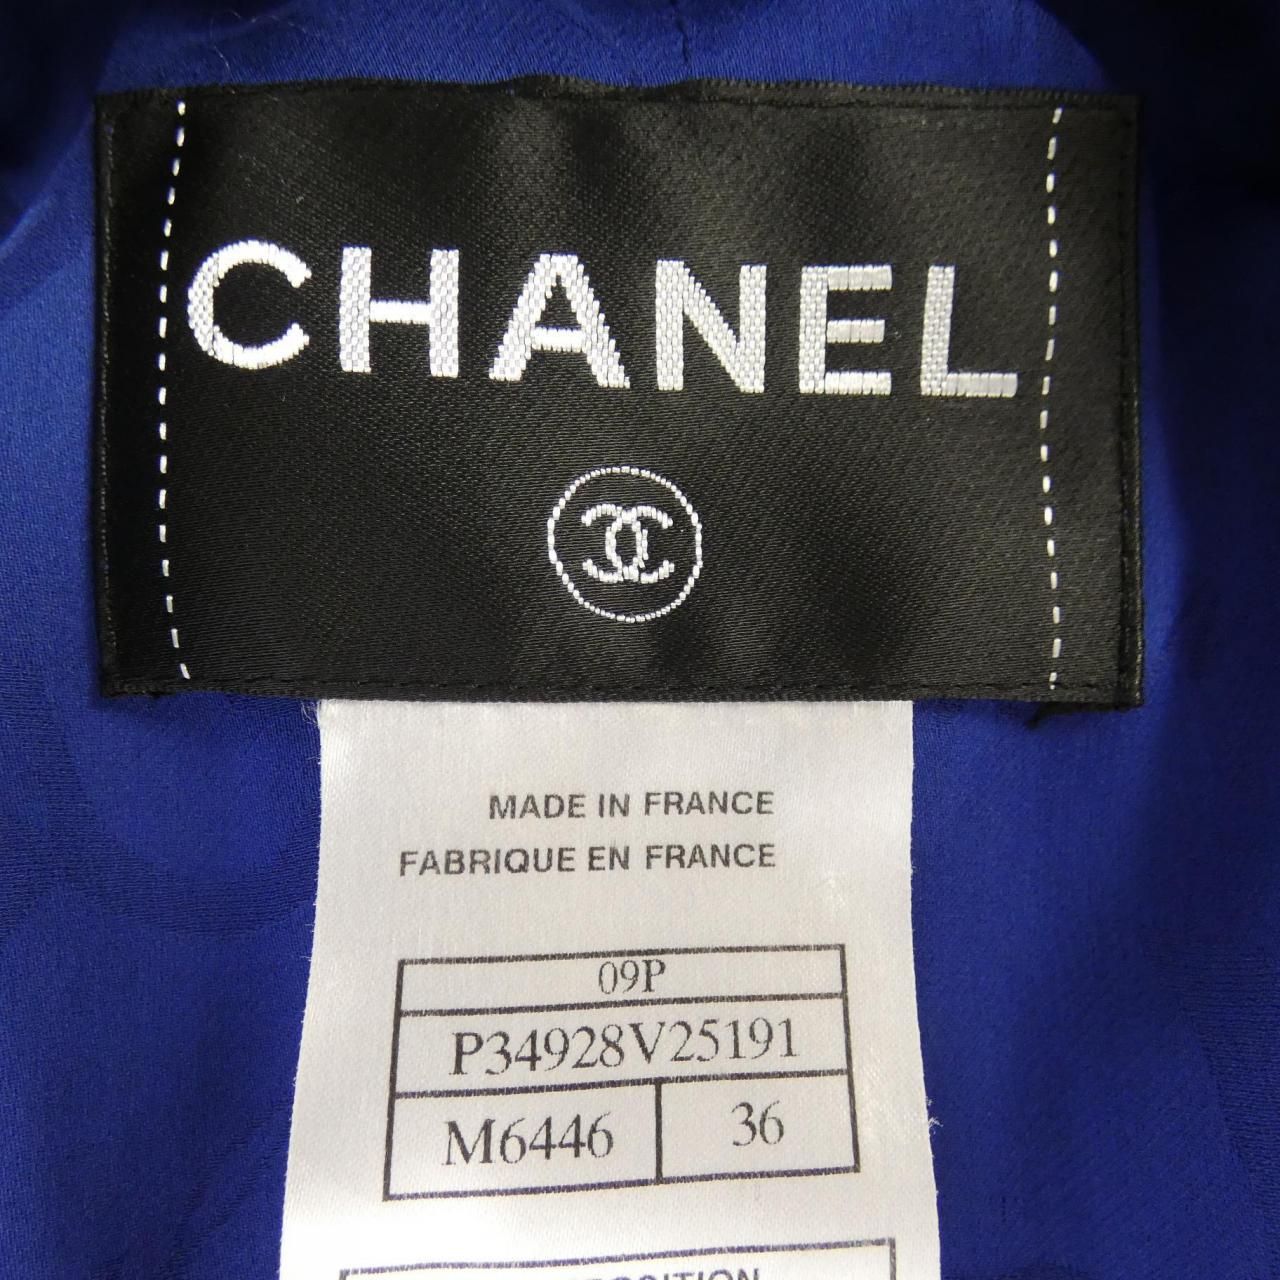 CHANEL
MADE IN FRANCE
FABRIQUE EN FRANCE
09P
P34928V25191
M6446 36